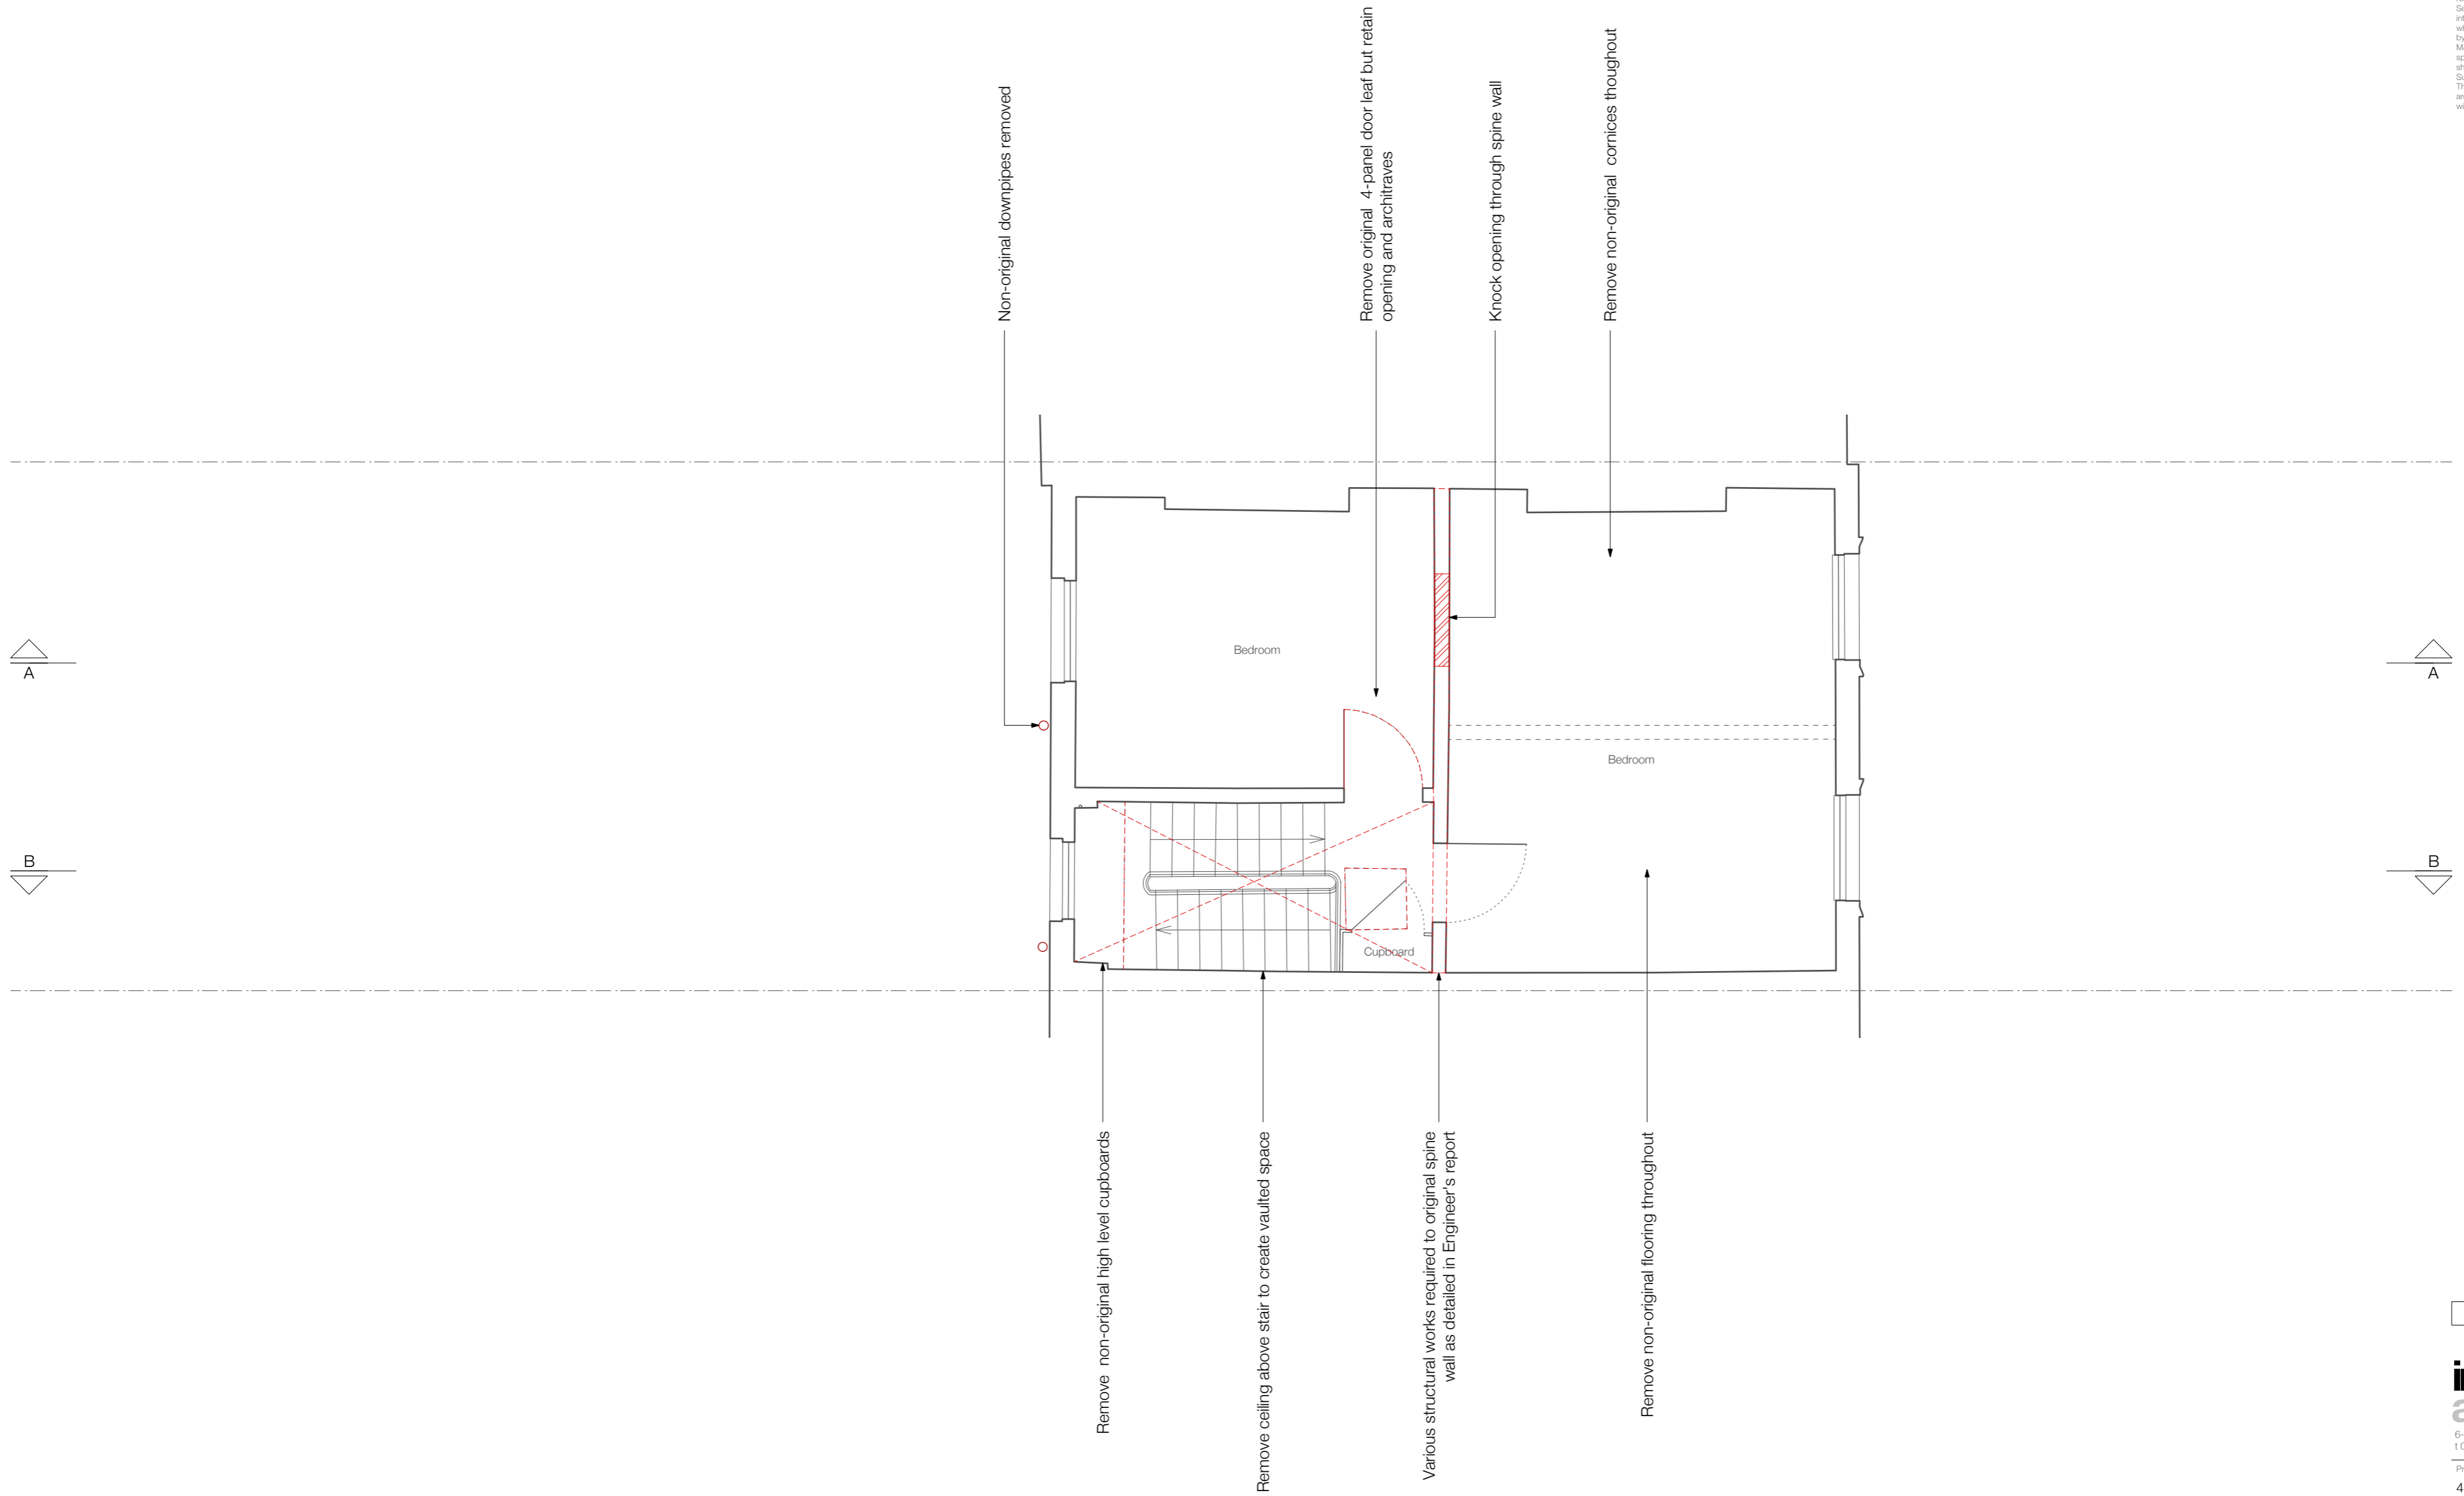 Non-original downpipes removed
Remove original 4-panel door leaf but retain
opening and architraves
Knock opening through spine wall
Remove non-original cornices thoughout
Bedroom
Bedroom
Cupboard
A
A
B
B
Remove non-original high level cupboards
Remove ceiling above stair to create vaulted space
Various structural works required to original spine
wall as detailed in Engineer's report
Remove non-original flooring throughout